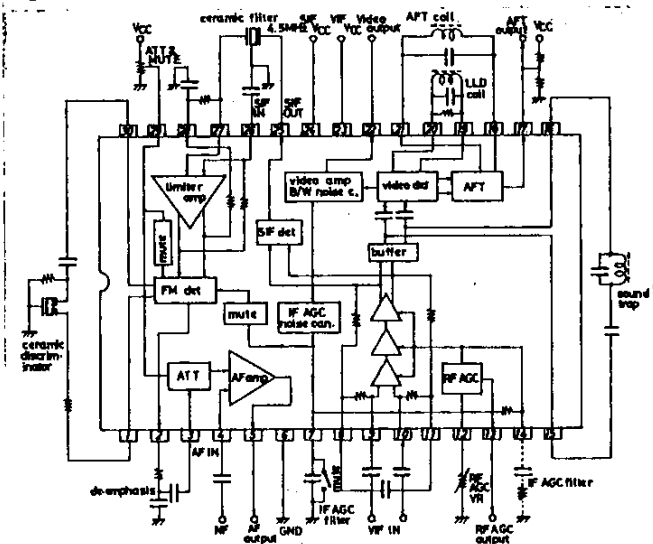 ceramic filter
4.5MHz
SIF VCC
VIF VCC
Video output
AFT coil
AFT output
VCC
VCC
ATT &
MUTE
SIF IN
SIF OUT
LLD
coil
30 29 28 27 26 25 24 23 22 21 20 19 18 17 16
limiter
amp
video amp
B/W noise c.
video det
AFT
mute
SIF det
buffer
FM det
mute
IF AGC
noise can.
sound
trap
ceramic
discrim-
inator
ATT
AF amp
RF AGC
1 2 3 4 5 6 7 8 9 10 11 12 13 14 15
AF IN
de-emphasis
RF
AGC
VR
IF AGC filter
NF
AF
output
GND
IF AGC
filter
VIF IN
RF AGC
output